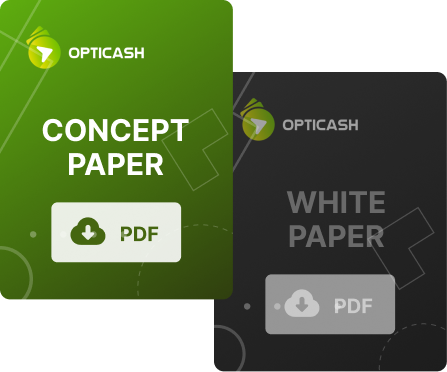 OPTICASH
CONCEPT
PAPER
PDF
OPTICASH
WHITE
PAPER
PDF